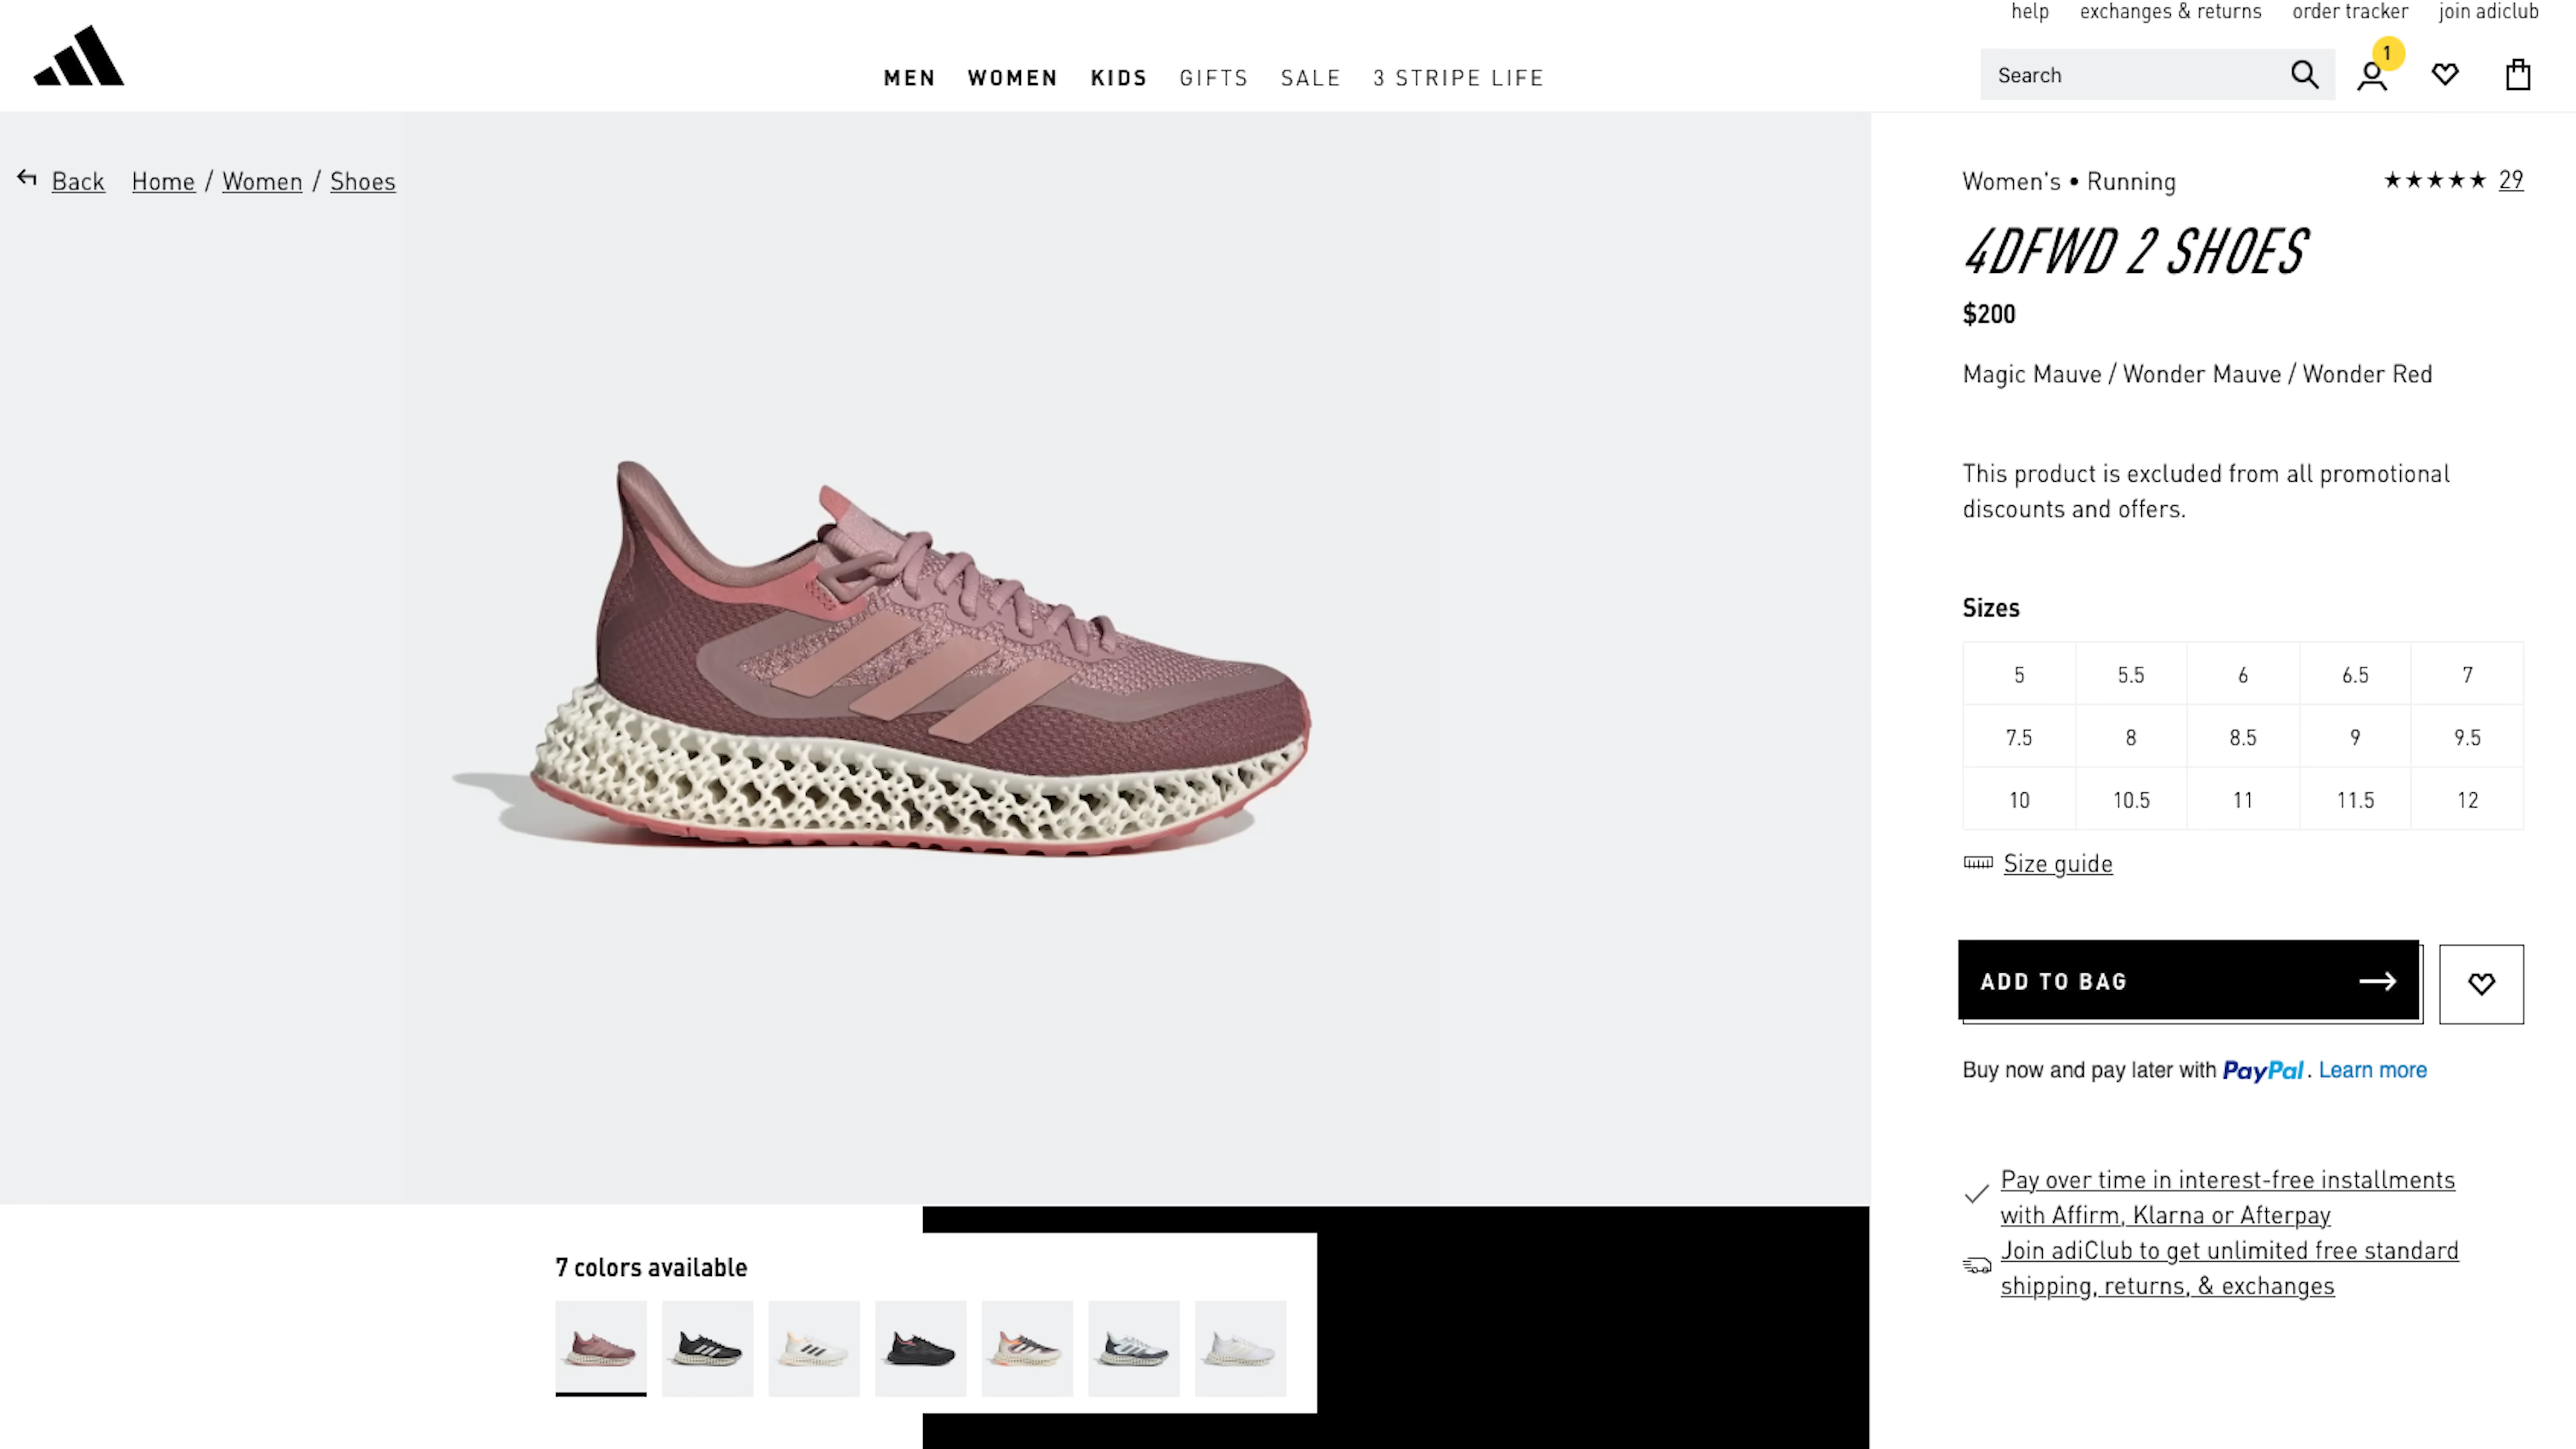 help exchanges & returns order tracker join adiclub
MEN WOMEN KIDS GIFTS SALE 3 STRIPE LIFE
Search
1
Back Home / Women / Shoes
Women's • Running
★★★★★ 29
4DFWD 2 SHOES
$200
Magic Mauve / Wonder Mauve / Wonder Red
This product is excluded from all promotional
discounts and offers.
Sizes
5 5.5 6 6.5 7
7.5 8 8.5 9 9.5
10 10.5 11 11.5 12
Size guide
ADD TO BAG
Buy now and pay later with PayPal. Learn more
Pay over time in interest-free installments
with Affirm, Klarna or Afterpay
Join adiClub to get unlimited free standard
shipping, returns, & exchanges
7 colors available